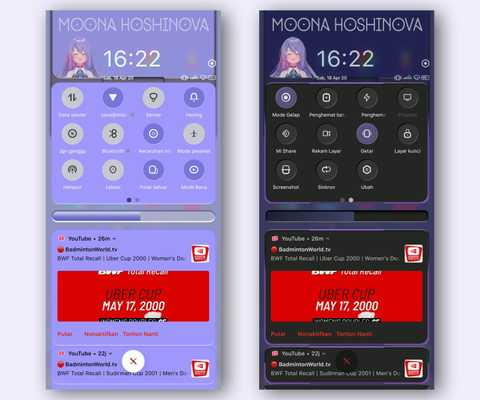 MOONA HOSHINOVA
16:22
Sab, 18 Apr 20
Data seluler
Senter
Hening
Jgn ganggu
Bluetooth
Kecerahan
Mode pesawat
Hotspot
Lokasi
Putar keluar
Mode Baca
YouTube • 26m
BadmintonWorld.tv
BWF Total Recall | Uber Cup 2000 | Women's Do
BWF Total Recall
UBER CUP
MAY 17, 2000
WOMEN'S DOUBLES
Putar Nonaktifkan Tonton Nanti
YouTube • 22j
BadmintonWorld.tv
BWF Total Recall | Sudirman Cup 2001 | Men's Do
MOONA HOSHINOVA
16:22
Sab, 18 Apr 20
Mode Gelap
Penghemat bat
Penghem
Mi Share
Rekam Layar
Getar
Layar kunci
Screenshot
Sinkron
Ubah
YouTube • 26m
BadmintonWorld.tv
BWF Total Recall | Uber Cup 2000 | Women's Do
BWF Total Recall
UBER CUP
MAY 17, 2000
WOMEN'S DOUBLES
Putar Nonaktifkan Tonton Nanti
YouTube • 22j
BadmintonWorld.tv
BWF Total Recall | Sudirman Cup 2001 | Men's Do